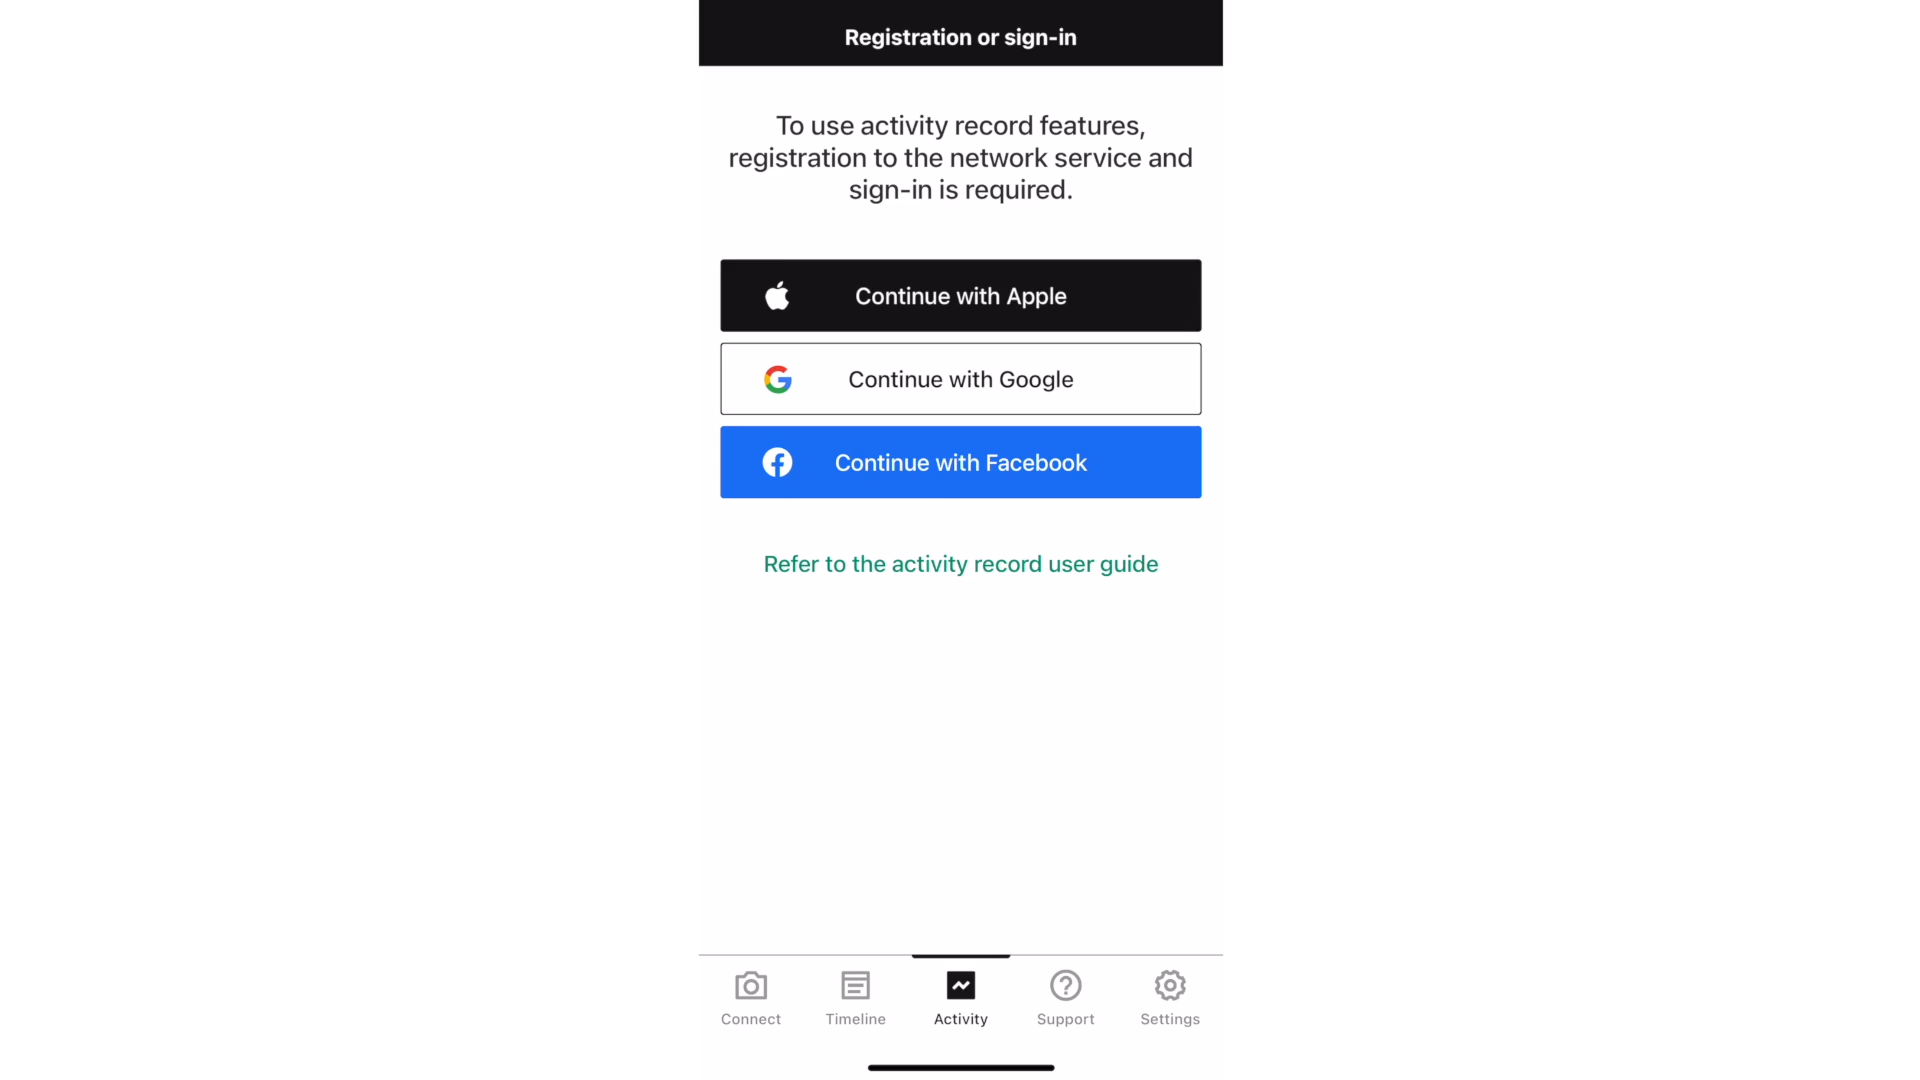 Registration or sign-in
To use activity record features,
registration to the network service and
sign-in is required.
Continue with Apple
Continue with Google
Continue with Facebook
Refer to the activity record user guide
Connect
Timeline
Activity
Support
Settings